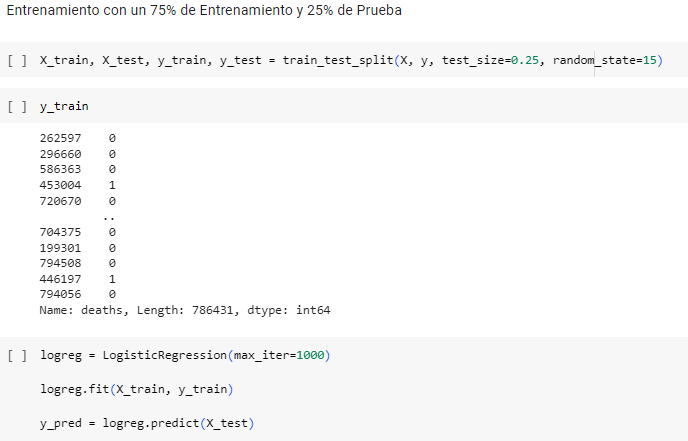 Entrenamiento con un 75% de Entrenamiento y 25% de Prueba
[ ] X_train, X_test, y_train, y_test = train_test_split(X, y, test_size=0.25, random_state=15)
[ ] y_train
262597 0
296660 0
586363 0
453004 1
720670 0
..
704375 0
199301 0
794508 0
446197 1
794056 0
Name: deaths, Length: 786431, dtype: int64
[ ] logreg = LogisticRegression(max_iter=1000)
logreg.fit(X_train, y_train)
y_pred = logreg.predict(X_test)